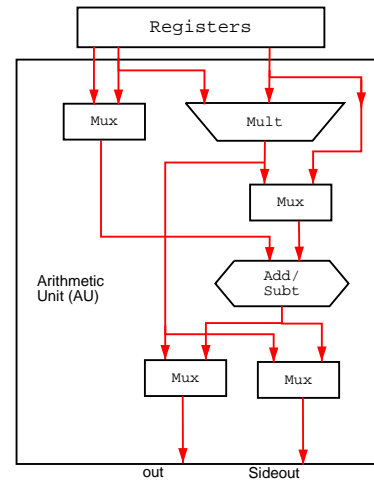 Registers
Mux
Mult
Mux
Add/
Subt
Arithmetic
Unit (AU)
Mux
Mux
out
Sideout